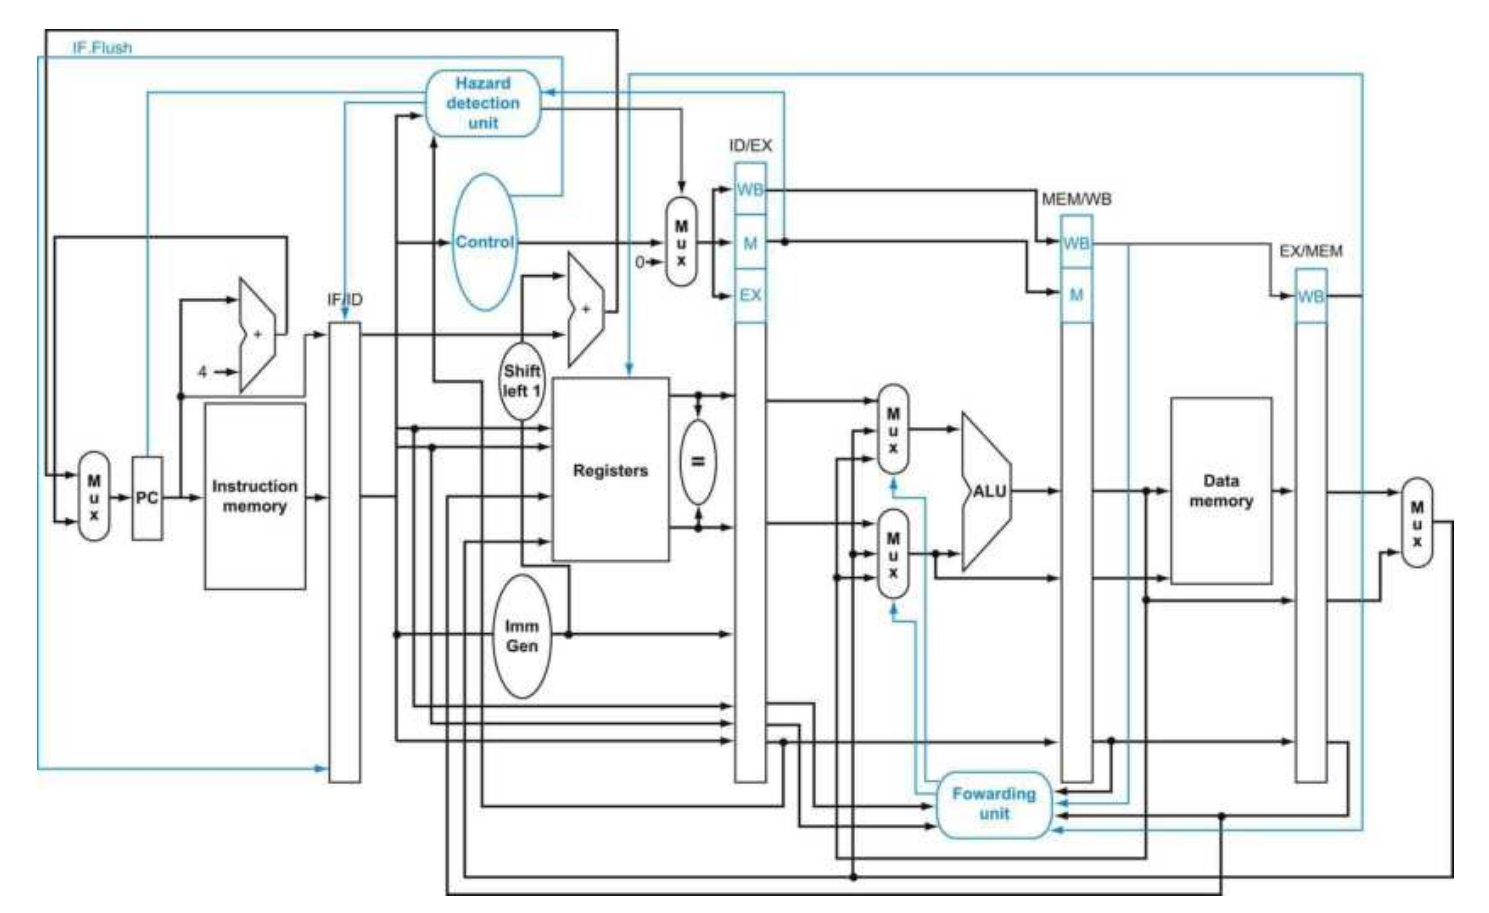 IF.Flush
Hazard
detection
unit
ID/EX
WB
MEM/WB
Control
M
u
x
0
M
WB
EX/MEM
EX
M
WB
IF/ID
+
+
4
Shift
left 1
M
u
x
PC
Instruction
memory
Registers
=
M
u
x
M
u
x
ALU
Data
memory
M
u
x
Imm
Gen
Fowarding
unit